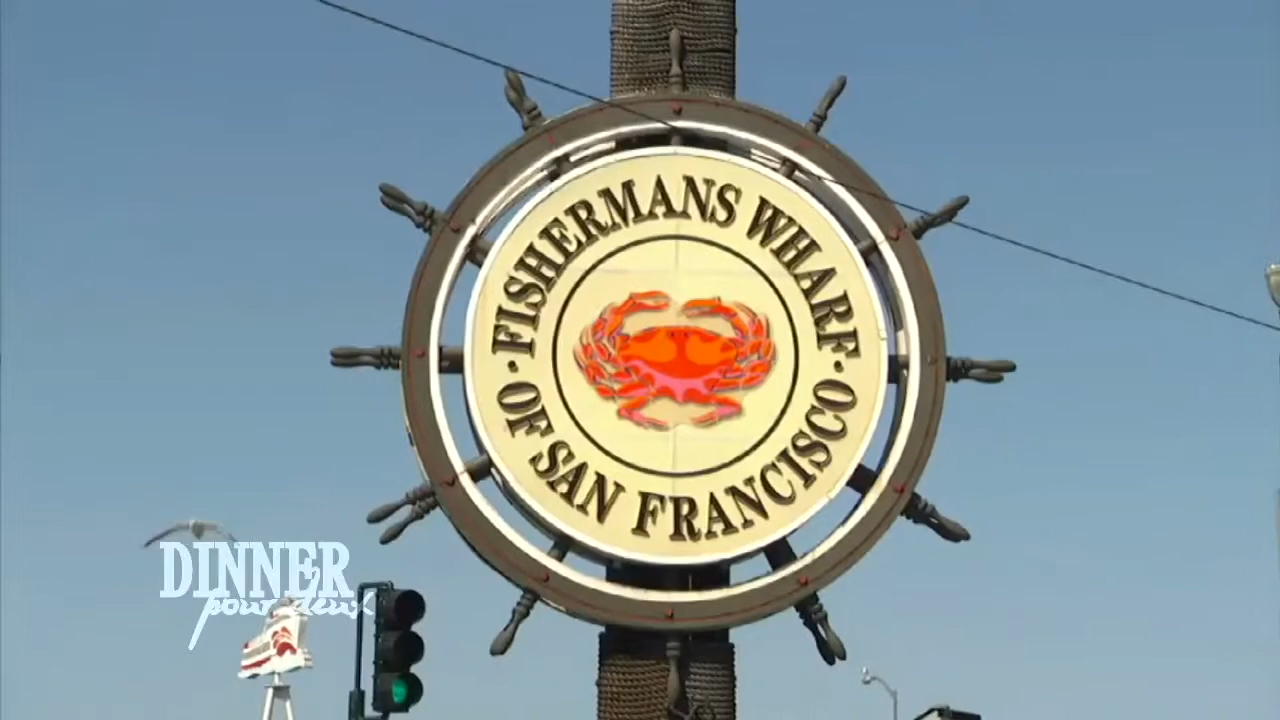 FISHERMANS WHARF
· OF SAN FRANCISCO ·
DINNER
pour deux